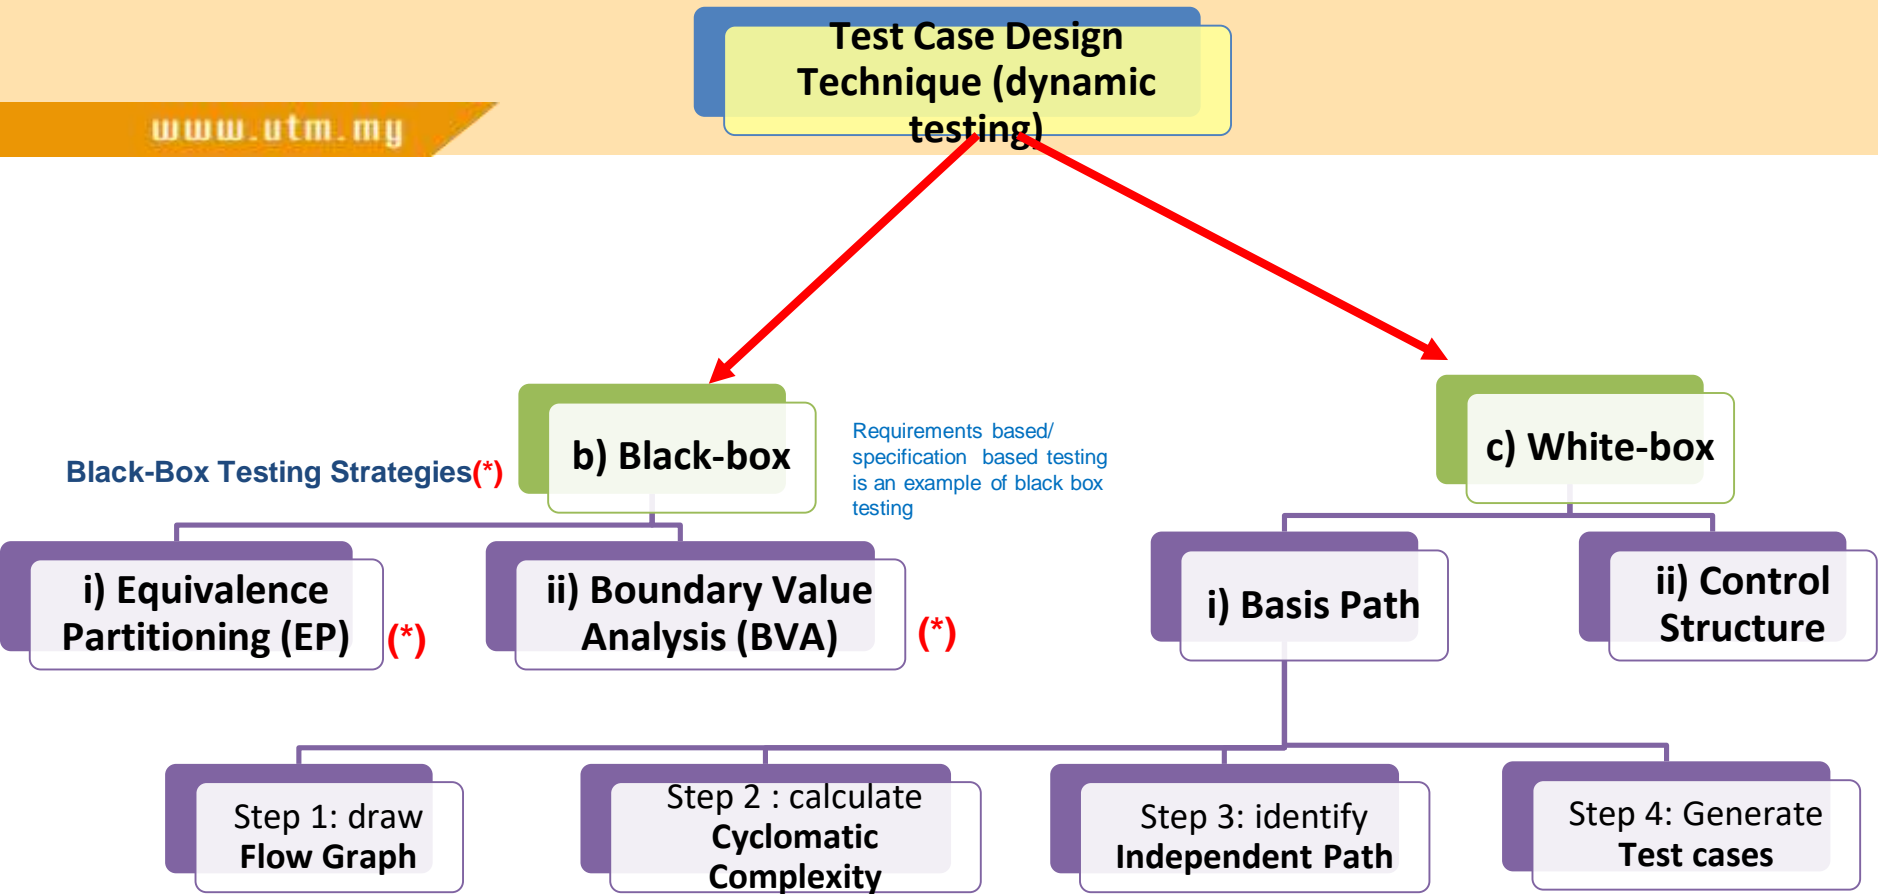 Test Case Design
Technique (dynamic
testing)
www.utm.my
b) Black-box
Requirements based/
specification based testing
is an example of black box
testing
c) White-box
Black-Box Testing Strategies(*)
i) Equivalence
Partitioning (EP)
(*)
ii) Boundary Value
Analysis (BVA)
(*)
i) Basis Path
ii) Control
Structure
Step 1: draw
Flow Graph
Step 2 : calculate
Cyclomatic
Complexity
Step 3: identify
Independent Path
Step 4: Generate
Test cases